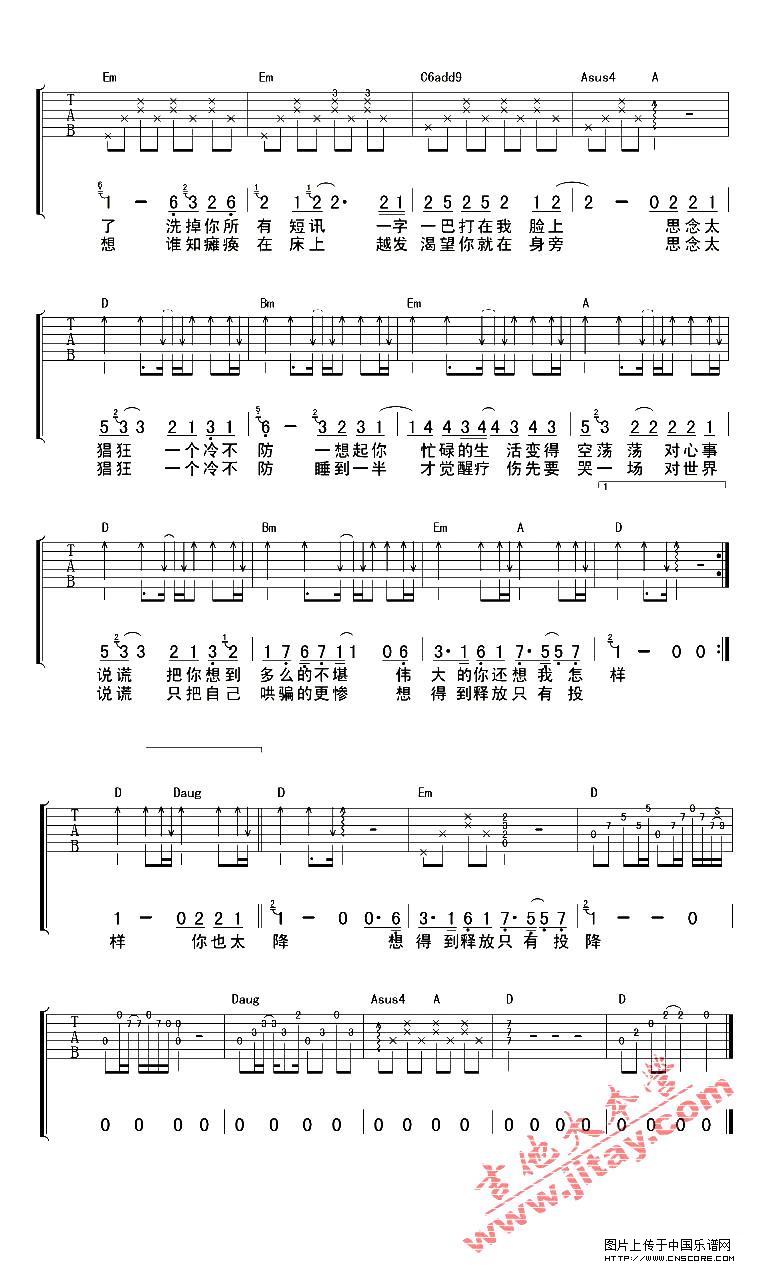 Em Em C6add9 Asus4 A
3 3
T
A
B
1 - 6 3 2 6 2 1 2 2· 2 1 2 5 2 5 2 1 2 2 - 0 2 2 1
了 洗掉你所 有 短讯 一字 一巴打在我 脸上 思念太
想 谁知瘫痪 在 床上 越发 渴望你就在 身旁 思念太
D Bm Em A
T
A
B
5 3 3 2 1 3 1 6 - 3 2 1 1 4 4 3 4 4 3 4 3 5 3 2 2 2 2 2 1
猖狂 一个冷不 防 一想起你 忙碌的生 活变得 空荡荡 对心事
猖狂 一个冷不 防 睡到一半 才觉醒疗 伤先要 哭一场 对世界
1
D Bm Em A D
T
A
B
5 3 3 2 1 3 2 1 7 6 7 1 1 0 6 3· 1 6 1 7· 5 5 7 1 - 0 0
说谎 把你想到 多么的不堪 伟 大的你还想我怎 样
说谎 只把自己 哄骗的更惨 想 得到释放只有投
D Daug D Em D
T
A
B
1 - 0 2 2 1 1 - 0 0· 6 3· 1 6 1 7· 5 5 7 1 - 0
样 你也太 降 想 得到释放只有投 降
Daug Asus4 A D D
T
A
B
0 0 0 0 0 0 0 0 0 0 0 0 0 0 0 0 0 0 0 0
吉他大本营
www.jitay.com
图片上传于中国乐谱网
HTTP://WWW.CNSCORE.COM